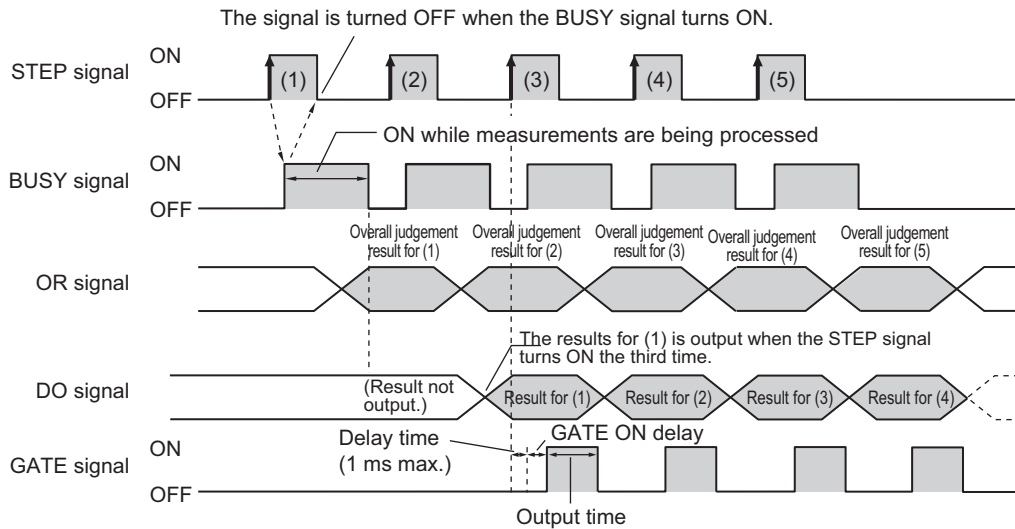 The signal is turned OFF when the BUSY signal turns ON.
STEP signal
ON
OFF
(1)
(2)
(3)
(4)
(5)
ON while measurements are being processed
BUSY signal
ON
OFF
Overall judgement
result for (1)
Overall judgement
result for (2)
Overall judgement
result for (3)
Overall judgement
result for (4)
Overall judgement
result for (5)
OR signal
The results for (1) is output when the STEP signal
turns ON the third time.
DO signal
(Result not
output.)
Result for (1)
Result for (2)
Result for (3)
Result for (4)
Delay time
(1 ms max.)
GATE ON delay
GATE signal
ON
OFF
Output time